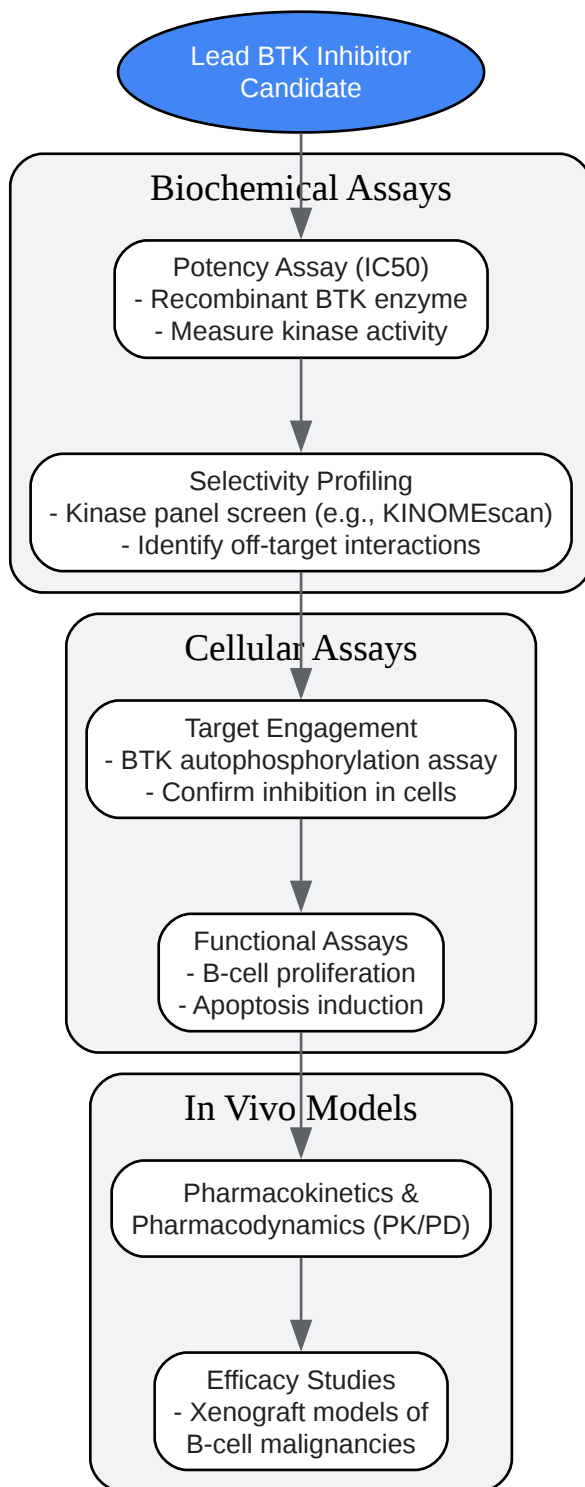 Lead BTK Inhibitor
Candidate
Biochemical Assays
Potency Assay (IC50)
- Recombinant BTK enzyme
- Measure kinase activity
Selectivity Profiling
- Kinase panel screen (e.g., KINOMEscan)
- Identify off-target interactions
Cellular Assays
Target Engagement
- BTK autophosphorylation assay
- Confirm inhibition in cells
Functional Assays
- B-cell proliferation
- Apoptosis induction
In Vivo Models
Pharmacokinetics &
Pharmacodynamics (PK/PD)
Efficacy Studies
- Xenograft models of
B-cell malignancies